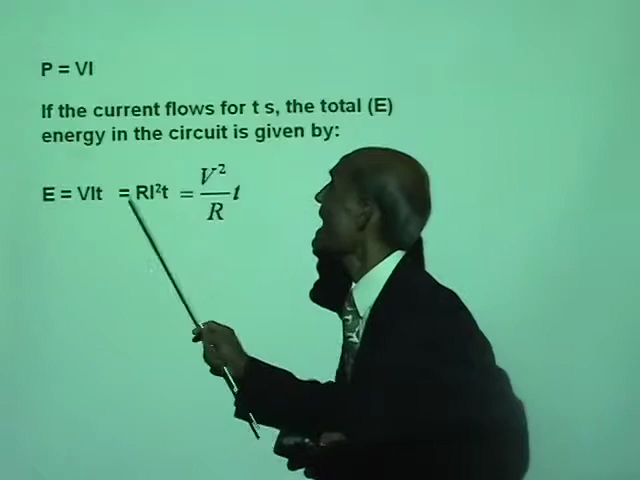 P = VI
If the current flows for t s, the total (E)
energy in the circuit is given by:
E = VIt = RI²t = V²/R t